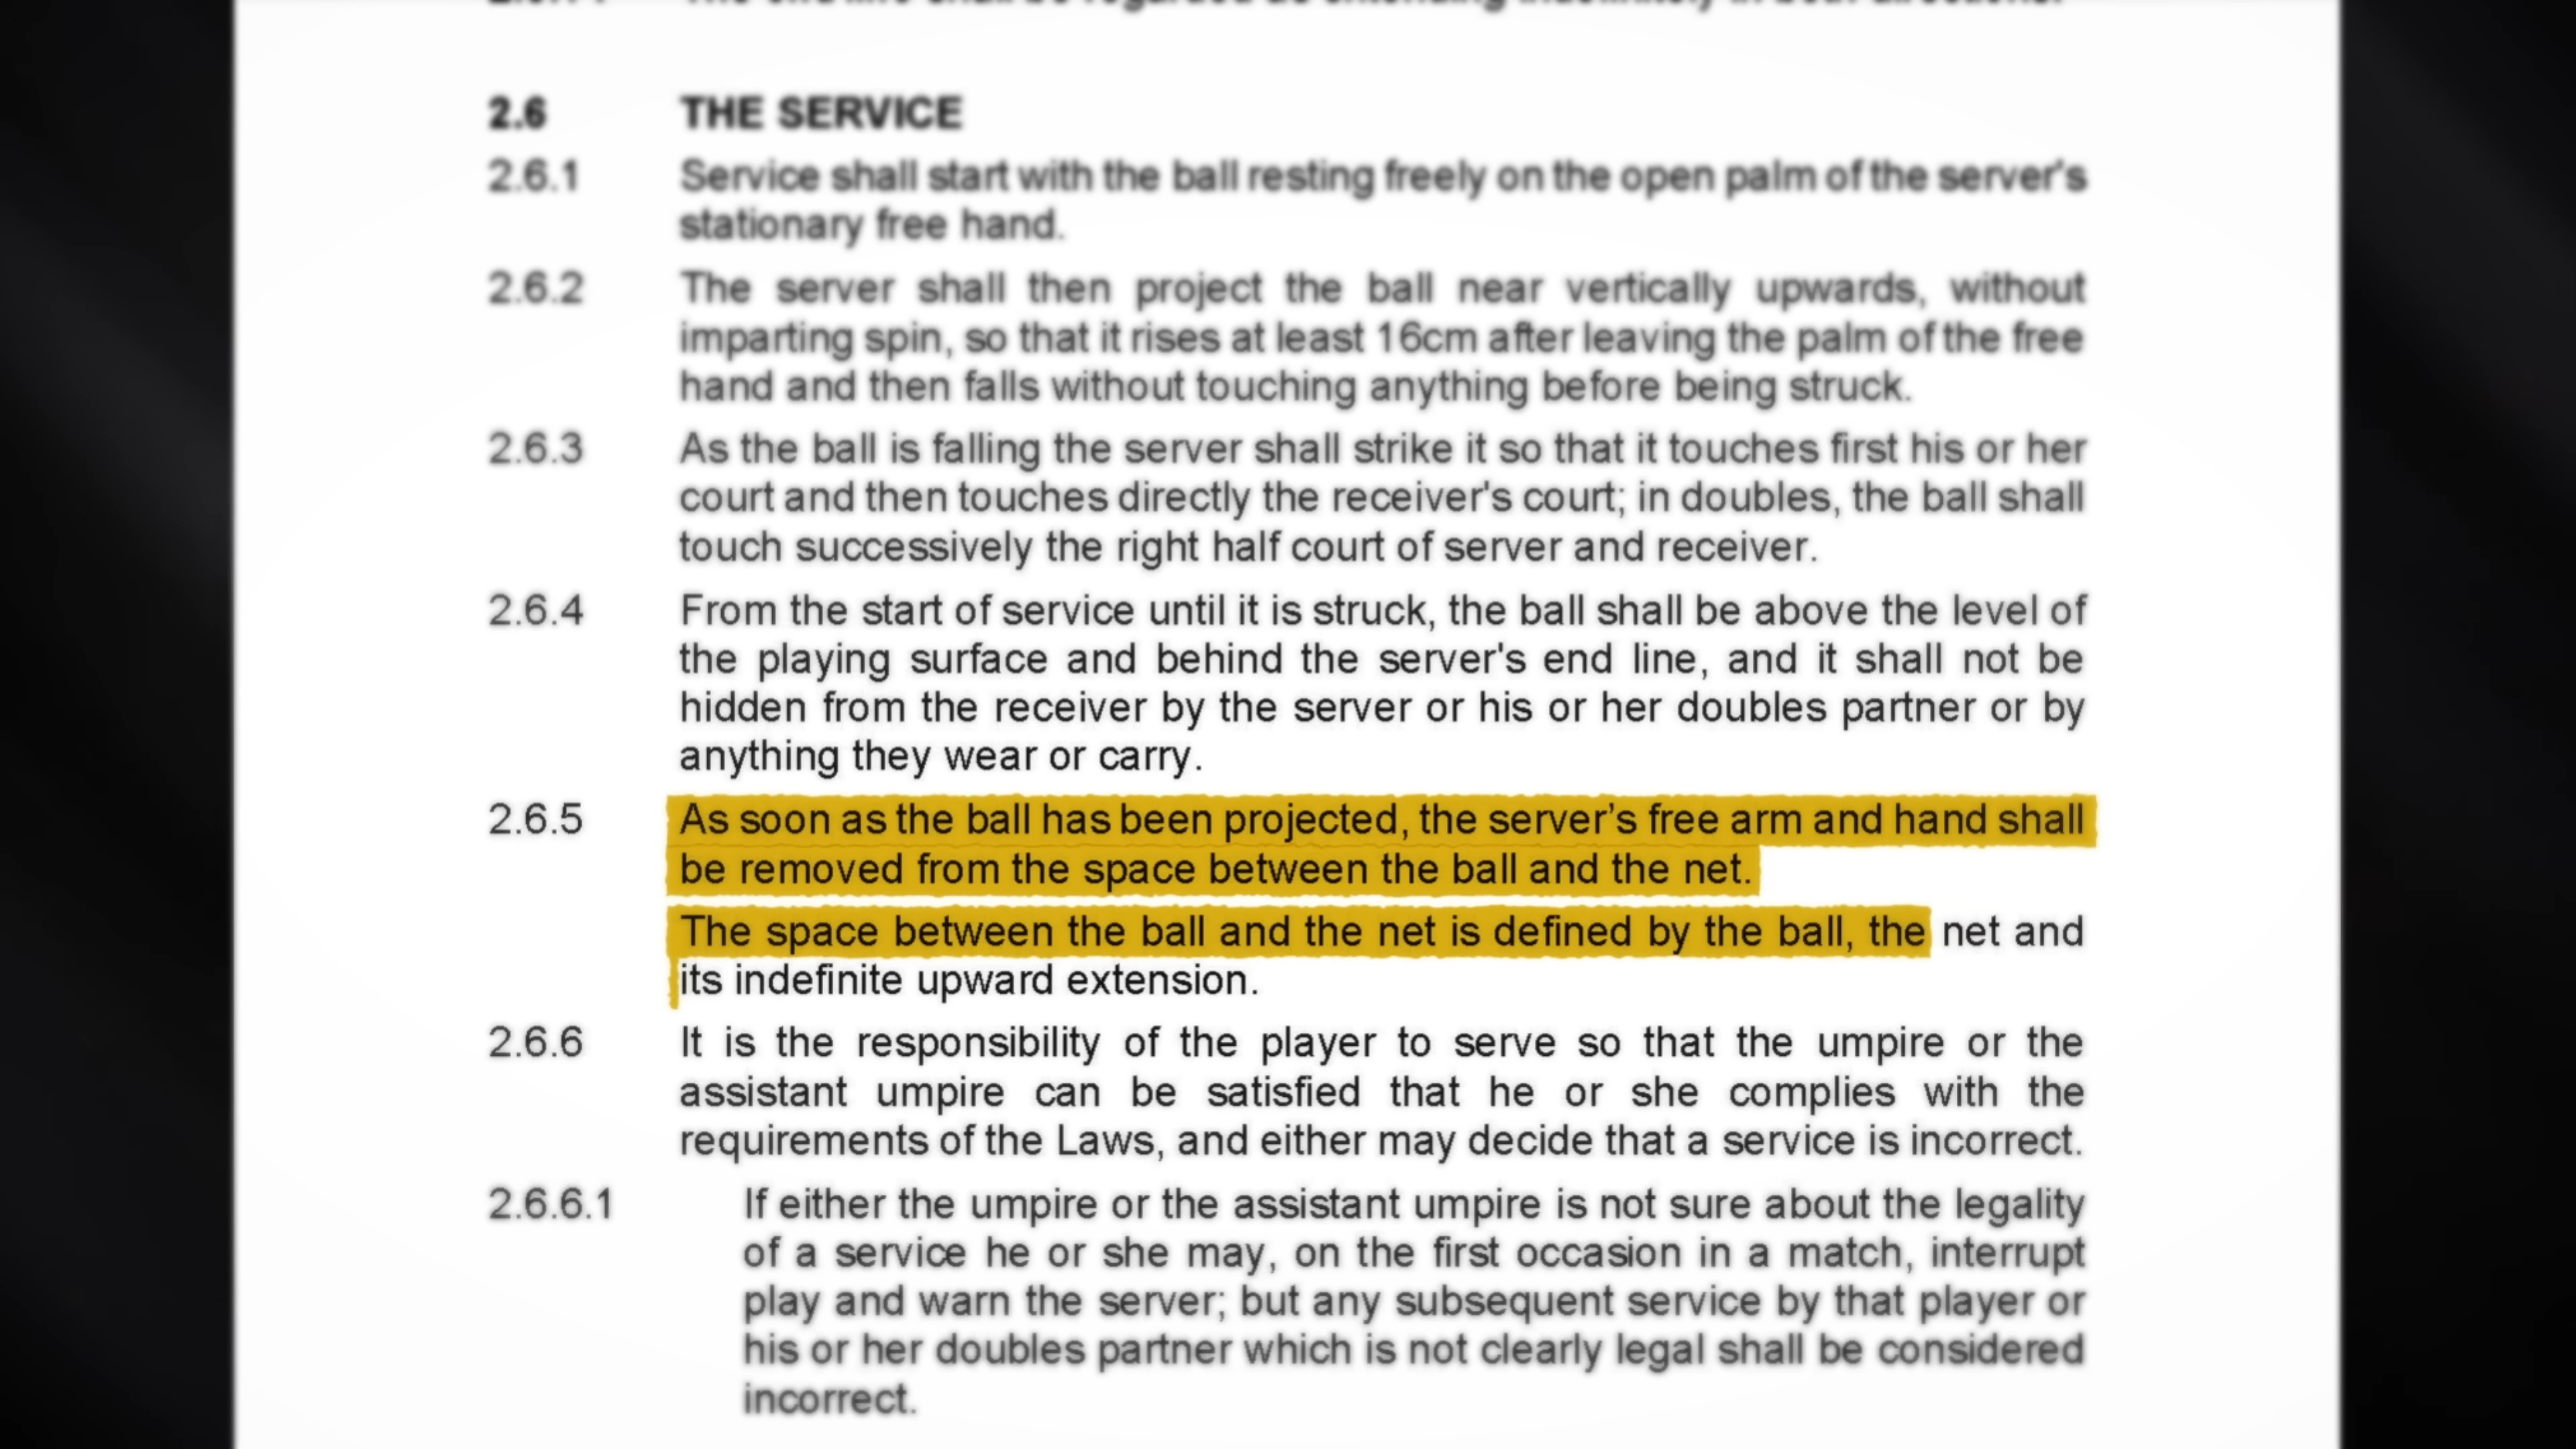 2.6 THE SERVICE
2.6.1 Service shall start with the ball resting freely on the open palm of the server's
stationary free hand.
2.6.2 The server shall then project the ball near vertically upwards, without
imparting spin, so that it rises at least 16cm after leaving the palm of the free
hand and then falls without touching anything before being struck.
2.6.3 As the ball is falling the server shall strike it so that it touches first his or her
court and then touches directly the receiver's court; in doubles, the ball shall
touch successively the right half court of server and receiver.
2.6.4 From the start of service until it is struck, the ball shall be above the level of
the playing surface and behind the server's end line, and it shall not be
hidden from the receiver by the server or his or her doubles partner or by
anything they wear or carry.
2.6.5 As soon as the ball has been projected, the server’s free arm and hand shall
be removed from the space between the ball and the net.
The space between the ball and the net is defined by the ball, the net and
its indefinite upward extension.
2.6.6 It is the responsibility of the player to serve so that the umpire or the
assistant umpire can be satisfied that he or she complies with the
requirements of the Laws, and either may decide that a service is incorrect.
2.6.6.1 If either the umpire or the assistant umpire is not sure about the legality
of a service he or she may, on the first occasion in a match, interrupt
play and warn the server; but any subsequent service by that player or
his or her doubles partner which is not clearly legal shall be considered
incorrect.